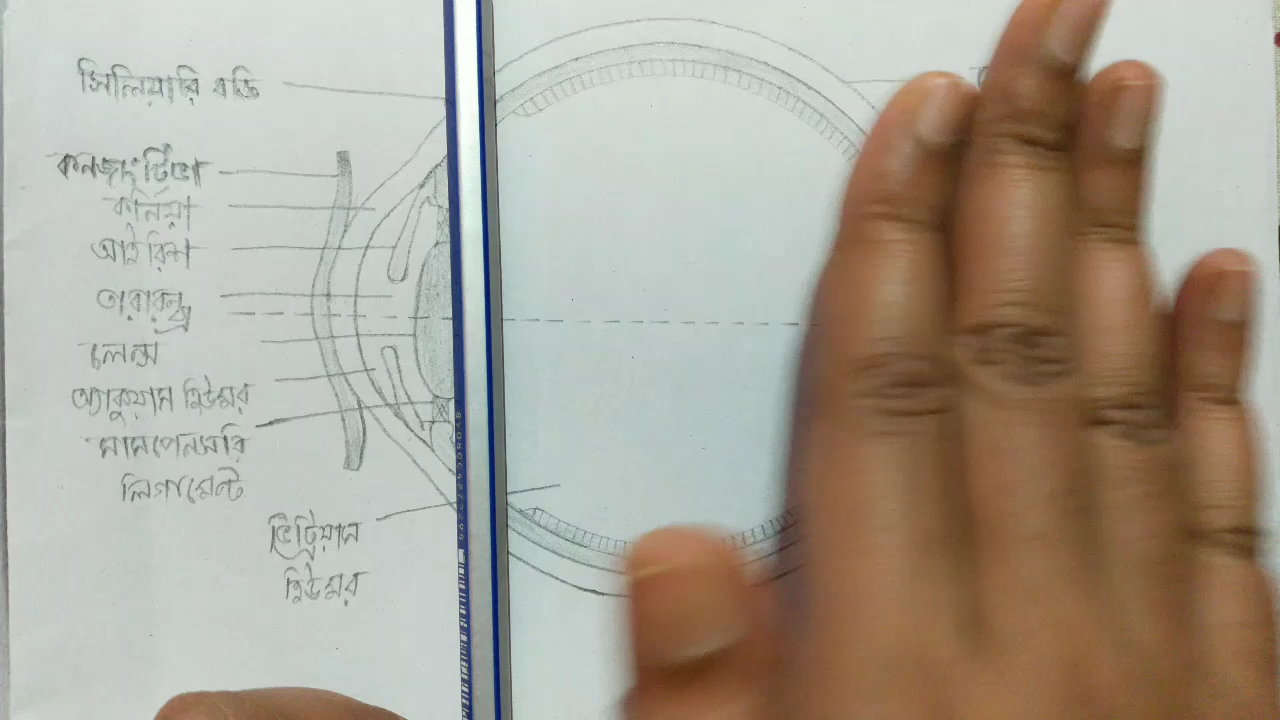 সিলিয়ারি বডি
কনজাংটিভা
কর্নিয়া
আইরিশ
তারারন্ধ্র
লেন্স
অ্যাকুয়াস হিউমর
সাসপেনসরি
লিগামেন্ট
ভিট্রিয়াস
হিউমর